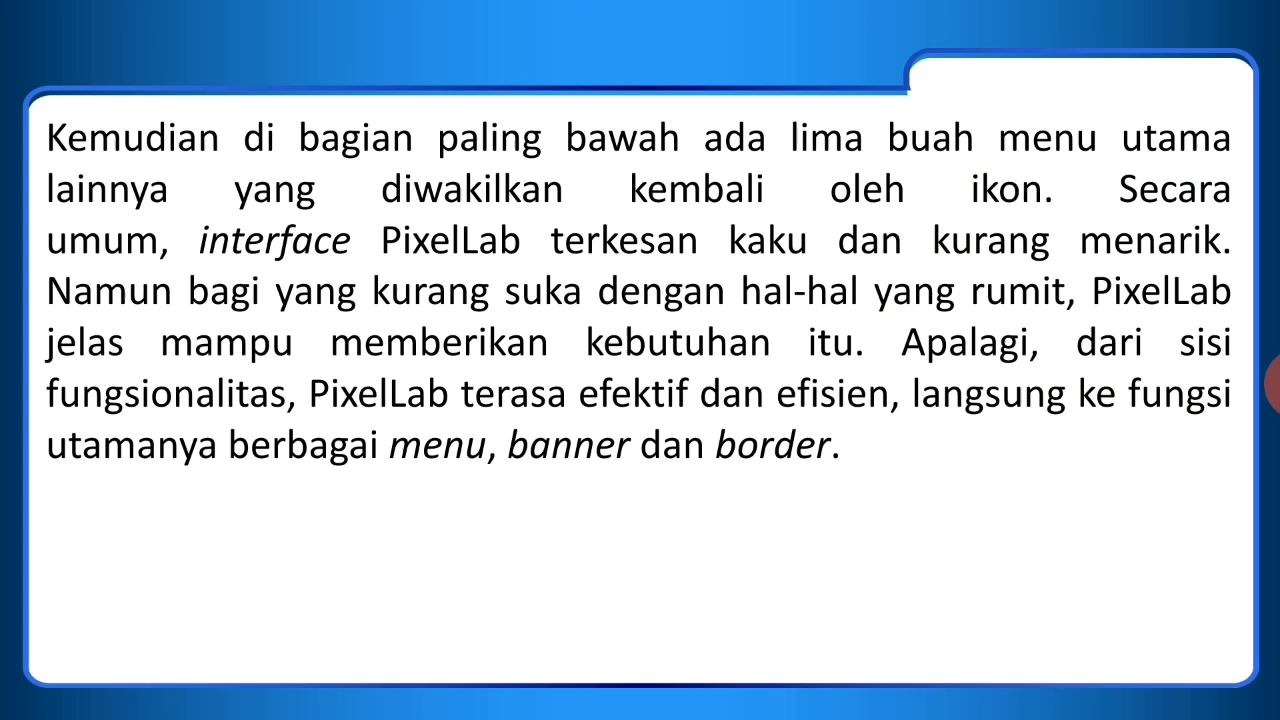 Kemudian di bagian paling bawah ada lima buah menu utama
lainnya yang diwakilkan kembali oleh ikon. Secara
umum, interface PixelLab terkesan kaku dan kurang menarik.
Namun bagi yang kurang suka dengan hal-hal yang rumit, PixelLab
jelas mampu memberikan kebutuhan itu. Apalagi, dari sisi
fungsionalitas, PixelLab terasa efektif dan efisien, langsung ke fungsi
utamanya berbagai menu, banner dan border.